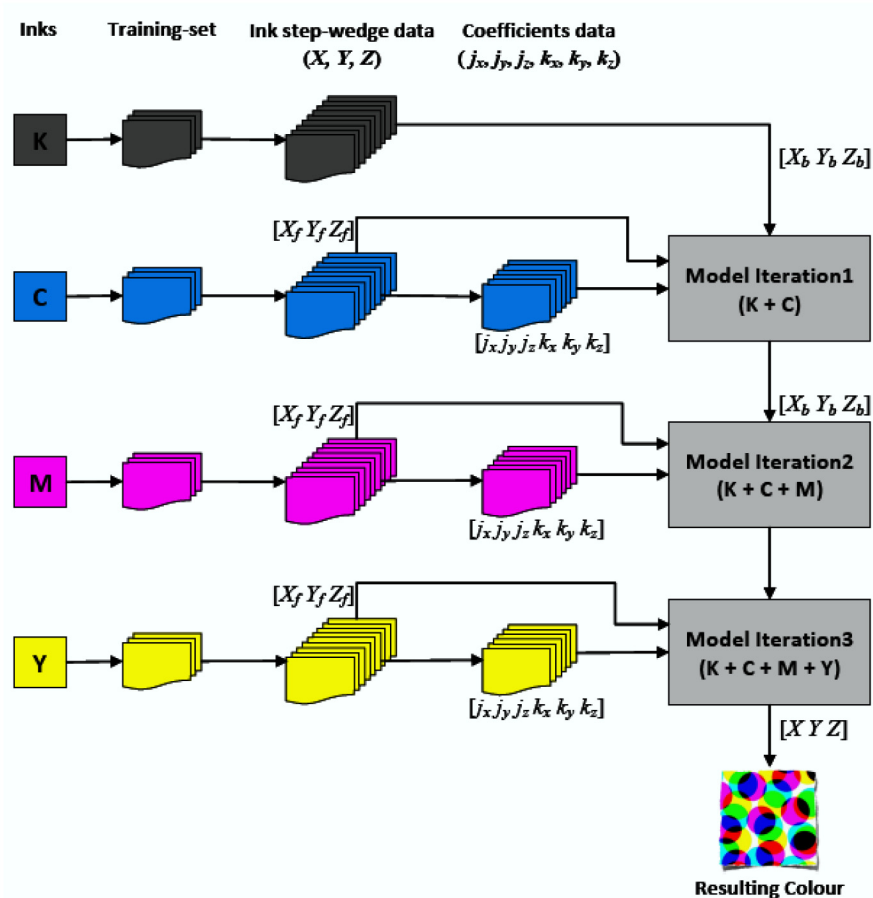 Inks Training-set Ink step-wedge data Coefficients data
(X, Y, Z) (jx, jy, jz, kx, ky, kz)
K
[Xb Yb Zb]
[Xf Yf Zf]
C
Model Iteration1
(K + C)
[jx jy jz kx ky kz]
[Xf Yf Zf]
[Xb Yb Zb]
M
Model Iteration2
(K + C + M)
[jx jy jz kx ky kz]
[Xf Yf Zf]
Y
Model Iteration3
(K + C + M + Y)
[jx jy jz kx ky kz]
[X Y Z]
Resulting Colour